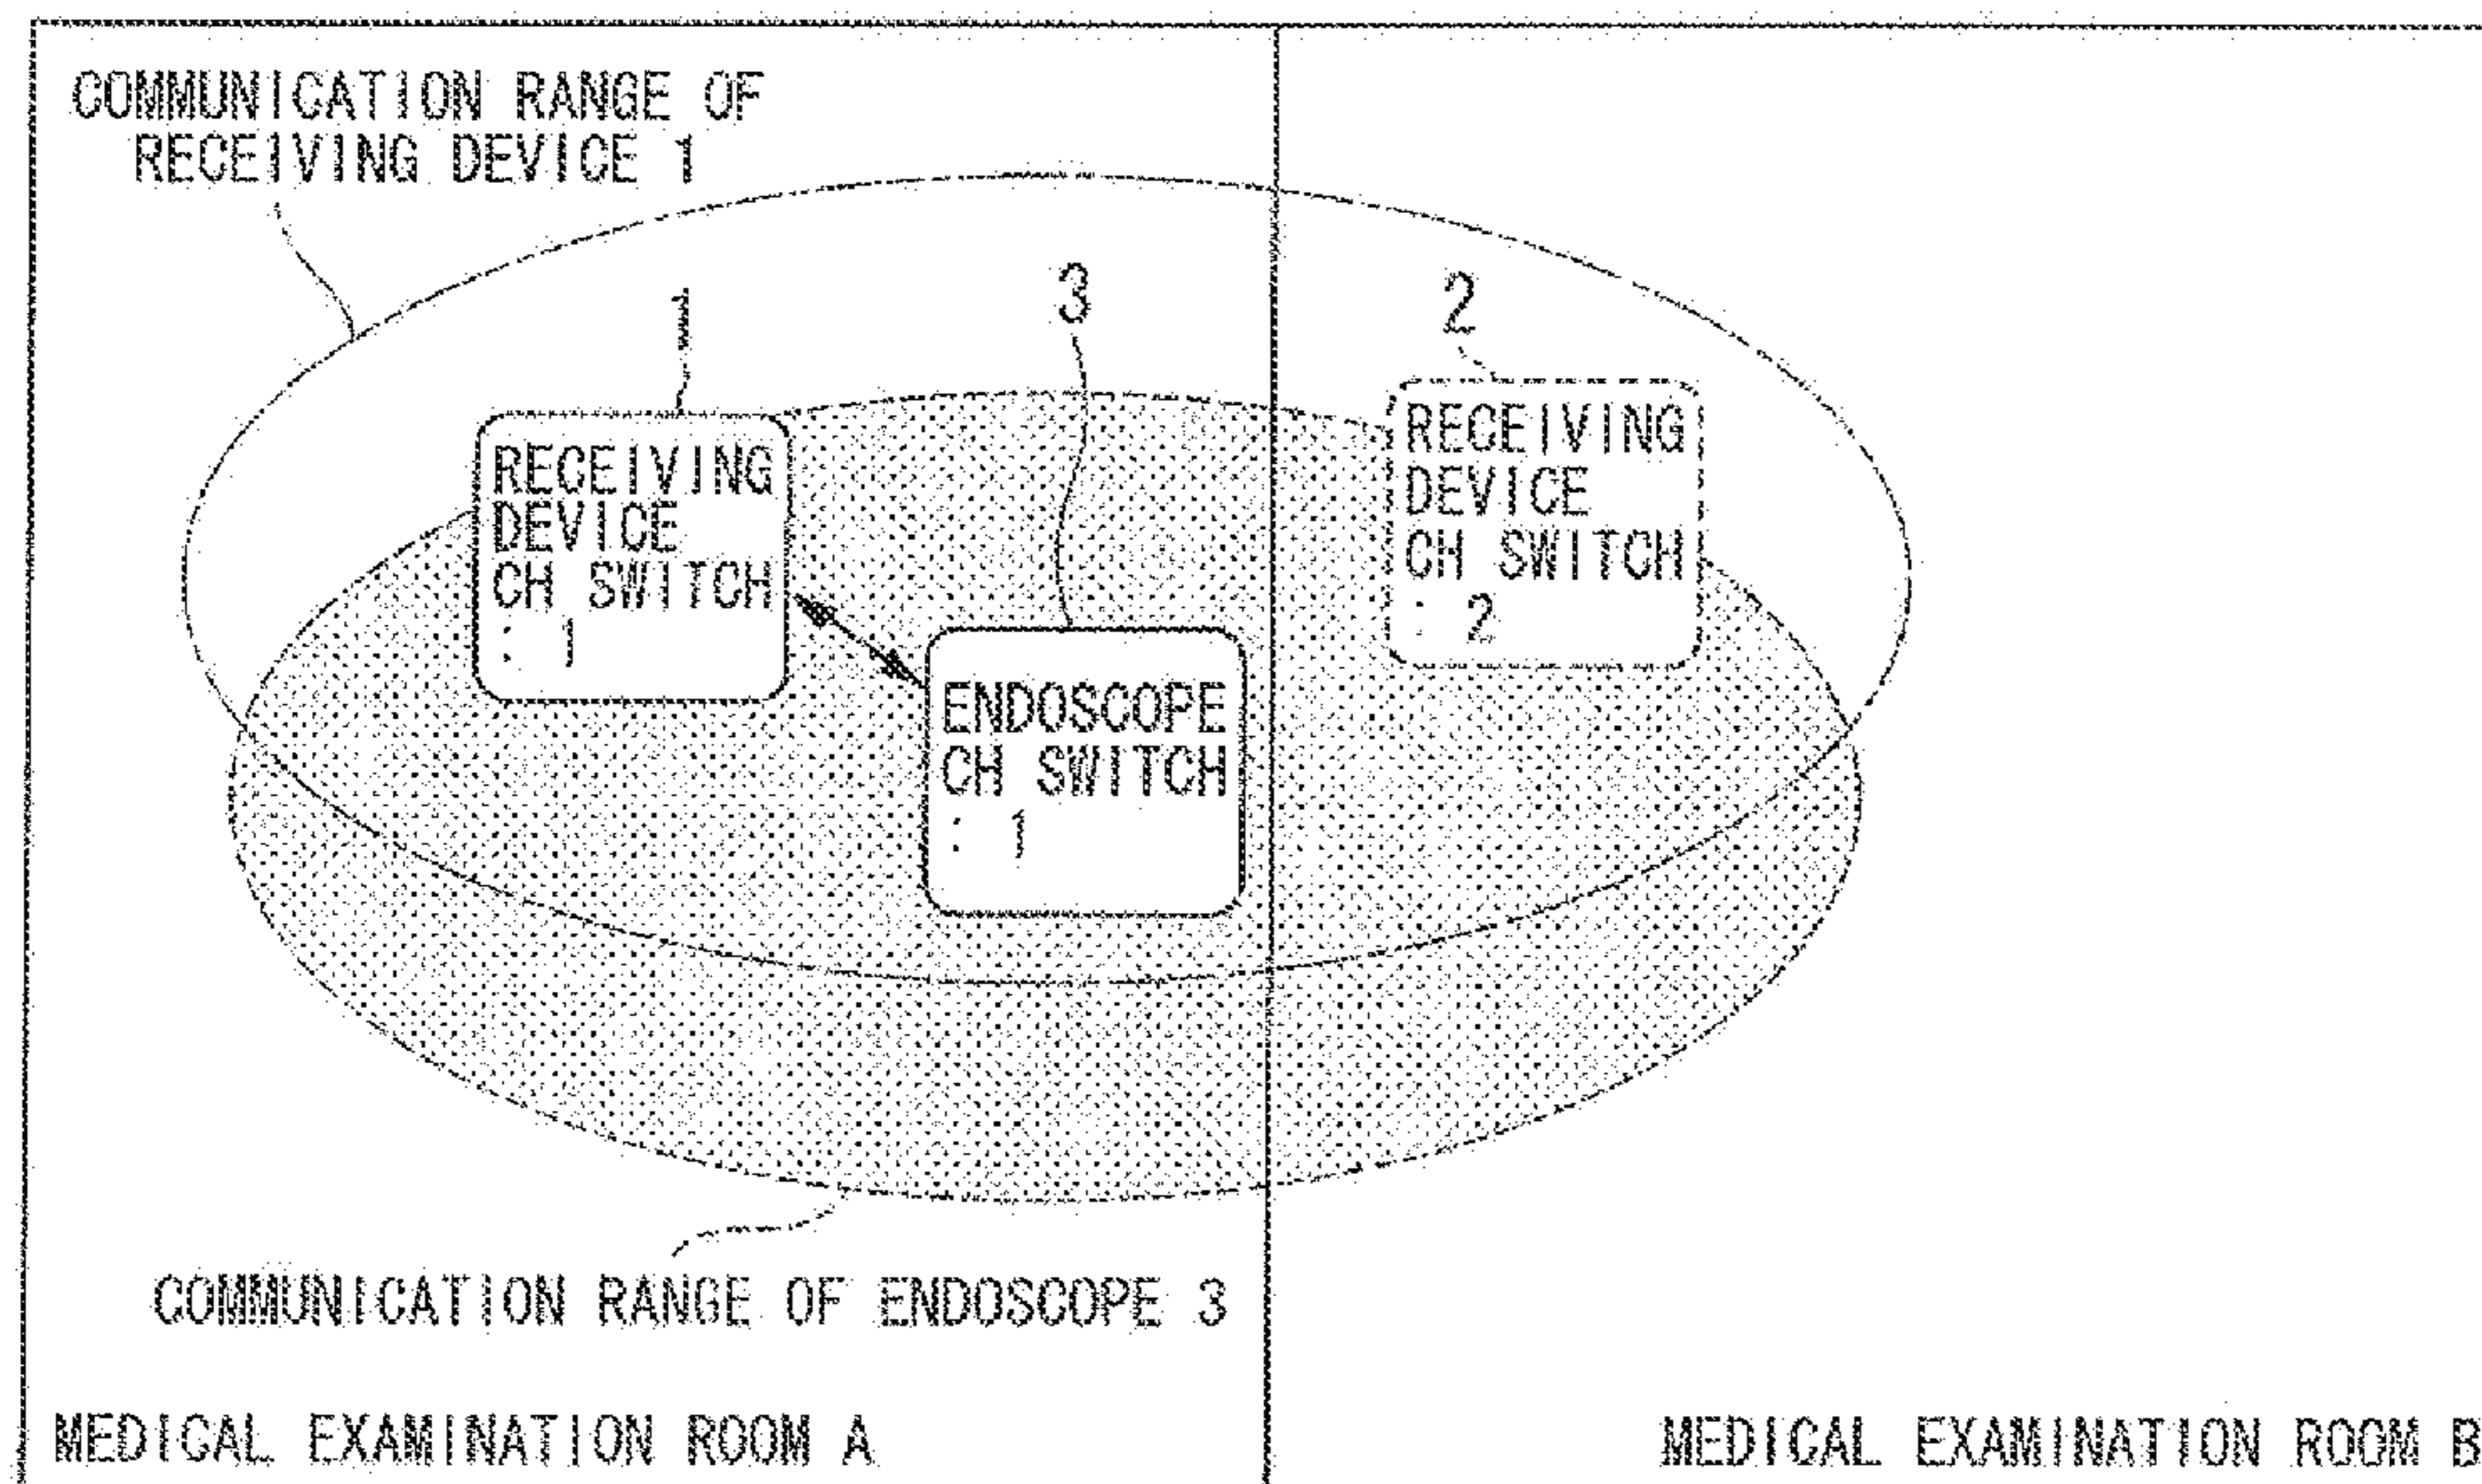 COMMUNICATION RANGE OF
RECEIVING DEVICE 1
1
3
2
RECEIVING
DEVICE
CH SWITCH
: 1
RECEIVING
DEVICE
CH SWITCH
: 2
ENDOSCOPE
CH SWITCH
: 1
COMMUNICATION RANGE OF ENDOSCOPE 3
MEDICAL EXAMINATION ROOM A
MEDICAL EXAMINATION ROOM B